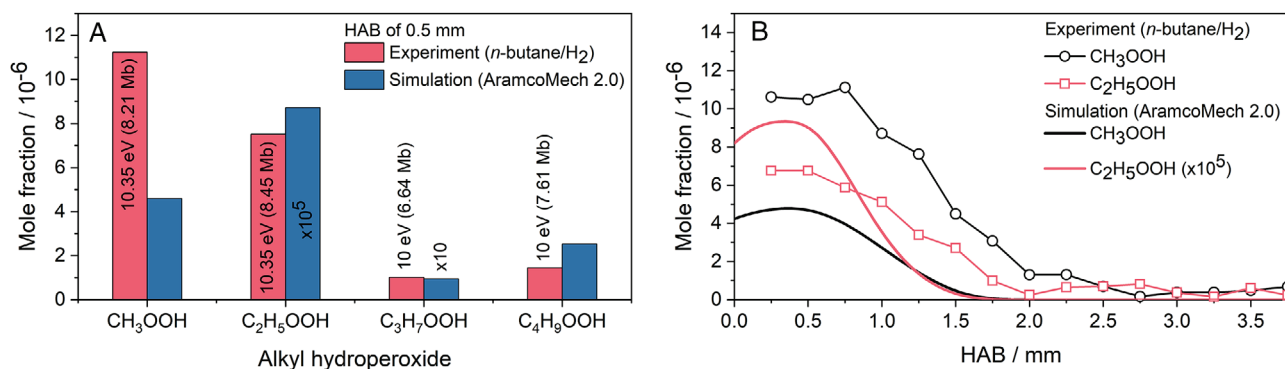 A
HAB of 0.5 mm
Experiment (n-butane/H₂)
Simulation (AramcoMech 2.0)
Mole fraction / 10⁻⁶
12
10
8
6
4
2
0
10.35 eV (8.21 Mb)
10.35 eV (8.45 Mb)
x10⁵
10 eV (6.64 Mb)
x10
10 eV (7.61 Mb)
CH₃OOH
C₂H₅OOH
C₃H₇OOH
C₄H₉OOH
Alkyl hydroperoxide
B
Experiment (n-butane/H₂)
CH₃OOH
C₂H₅OOH
Simulation (AramcoMech 2.0)
CH₃OOH
C₂H₅OOH (x10⁵)
Mole fraction / 10⁻⁶
15
14
12
10
8
6
4
2
0
0.0 0.5 1.0 1.5 2.0 2.5 3.0 3.5
HAB / mm